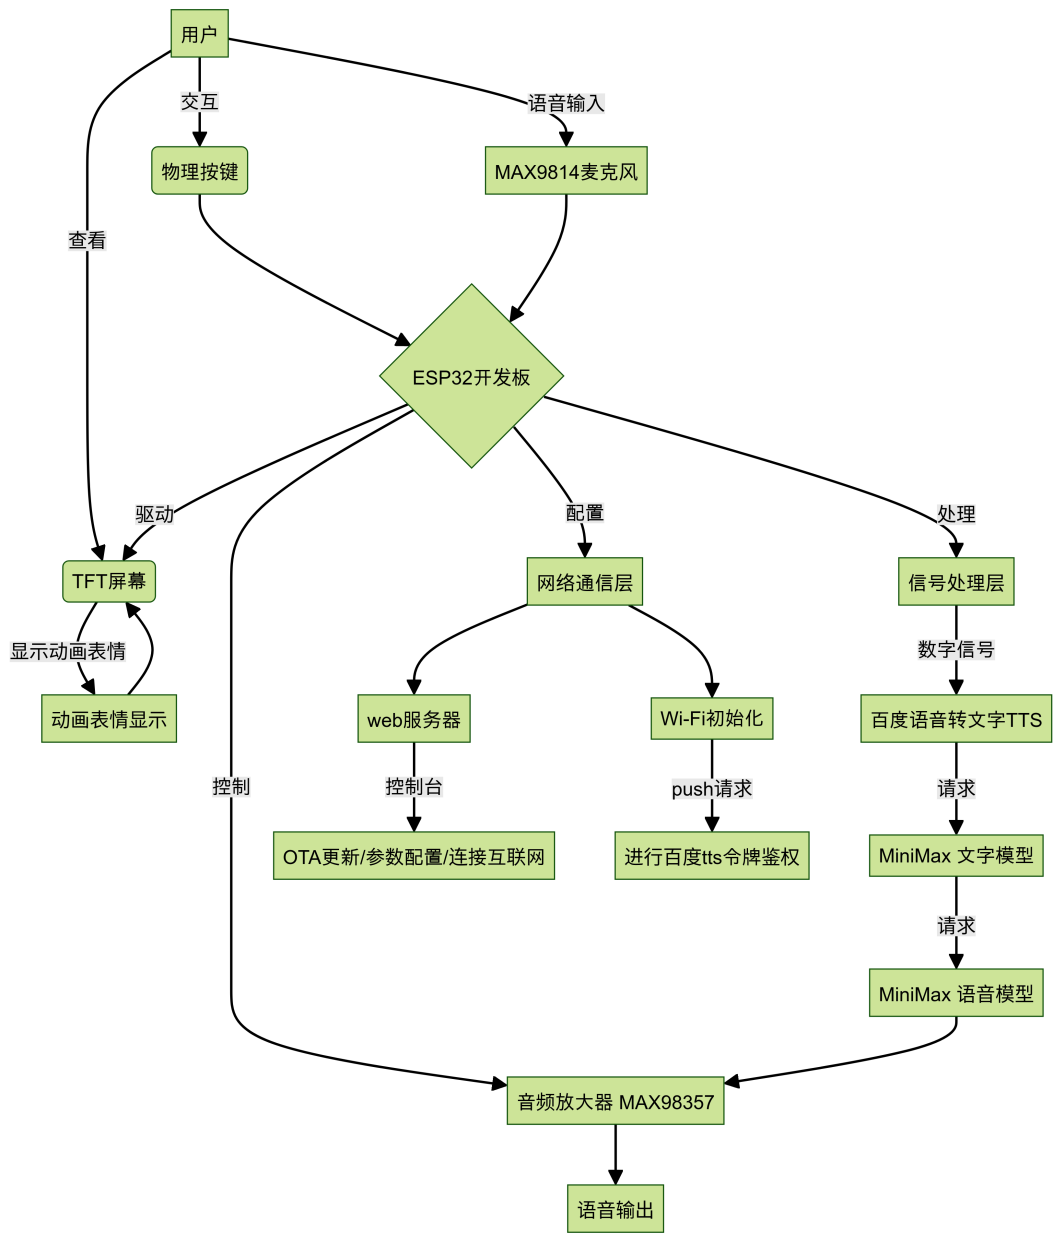 用户
交互
语音输入
物理按键
MAX9814麦克风
查看
ESP32开发板
驱动
配置
处理
TFT屏幕
网络通信层
信号处理层
显示动画表情
数字信号
动画表情显示
web服务器
Wi-Fi初始化
百度语音转文字TTS
控制
控制台
push请求
请求
OTA更新/参数配置/连接互联网
进行百度tts令牌鉴权
MiniMax 文字模型
请求
MiniMax 语音模型
音频放大器 MAX98357
语音输出